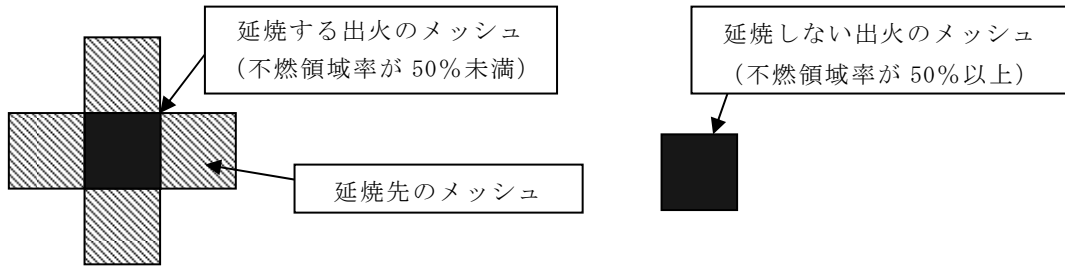 延焼する出火のメッシュ
（不燃領域率が 50％未満）
延焼先のメッシュ
延焼しない出火のメッシュ
（不燃領域率が 50％以上）